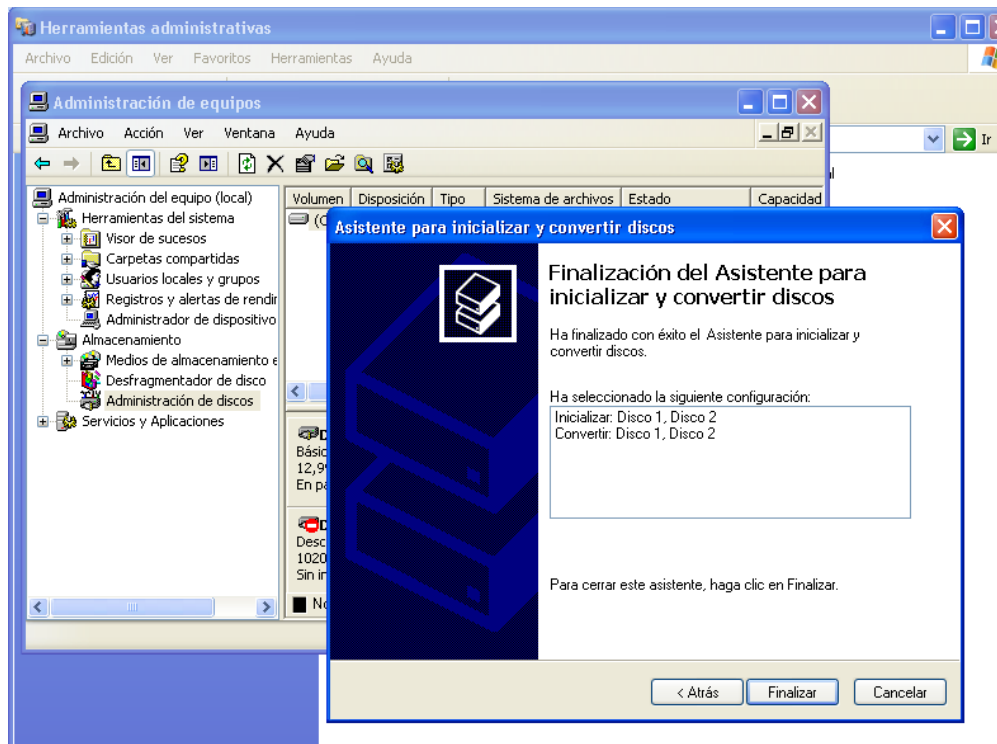 Herramientas administrativas
Archivo Edición Ver Favoritos Herramientas Ayuda
Ir
Administración de equipos
Archivo Acción Ver Ventana Ayuda
Administración del equipo (local)
Herramientas del sistema
Visor de sucesos
Carpetas compartidas
Usuarios locales y grupos
Registros y alertas de rendir
Administrador de dispositivo
Almacenamiento
Medios de almacenamiento e
Desfragmentador de disco
Administración de discos
Servicios y Aplicaciones
Volumen Disposición Tipo Sistema de archivos Estado Capacidad
(C
Básic
12,9
En pa
Desc
1020
Sin in
No
Asistente para inicializar y convertir discos
Finalización del Asistente para
inicializar y convertir discos
Ha finalizado con éxito el Asistente para inicializar y
convertir discos.
Ha seleccionado la siguiente configuración:
Inicializar: Disco 1, Disco 2
Convertir: Disco 1, Disco 2
Para cerrar este asistente, haga clic en Finalizar.
< Atrás Finalizar Cancelar